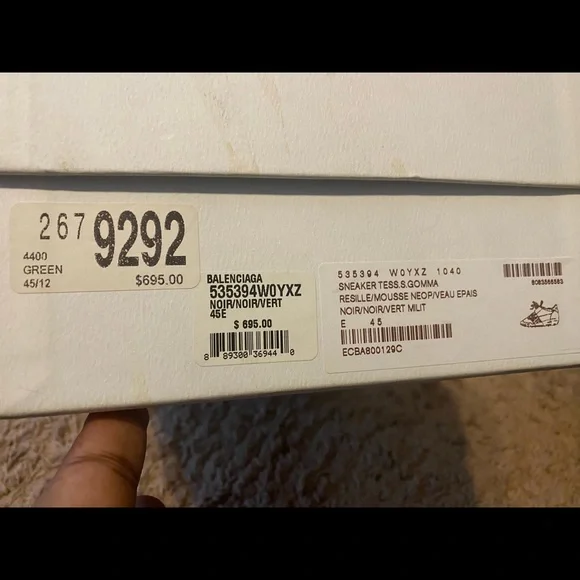 267 9292
4400
GREEN
45/12
$695.00
BALENCIAGA
535394W0YXZ
NOIR/NOIR/VERT
45E
$ 695.00
8 89300 36944 0
535394 W0YXZ 1040
SNEAKER TESS.S.GOMMA
RESILLE/MOUSSE NEOP/VEAU EPAIS
NOIR/NOIR/VERT MILIT
E 45
ECBA800129C